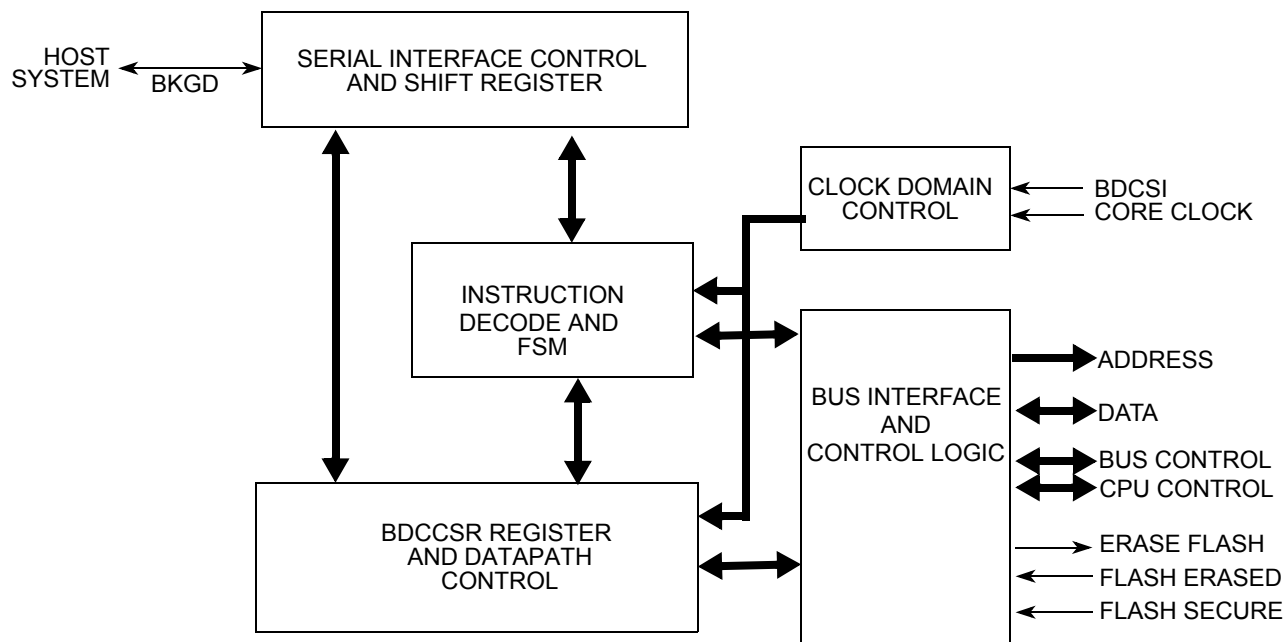 HOST
SYSTEM
BKGD
SERIAL INTERFACE CONTROL
AND SHIFT REGISTER
CLOCK DOMAIN
CONTROL
BDCSI
CORE CLOCK
INSTRUCTION
DECODE AND
FSM
BUS INTERFACE
AND
CONTROL LOGIC
ADDRESS
DATA
BUS CONTROL
CPU CONTROL
ERASE FLASH
FLASH ERASED
FLASH SECURE
BDCCSR REGISTER
AND DATAPATH
CONTROL